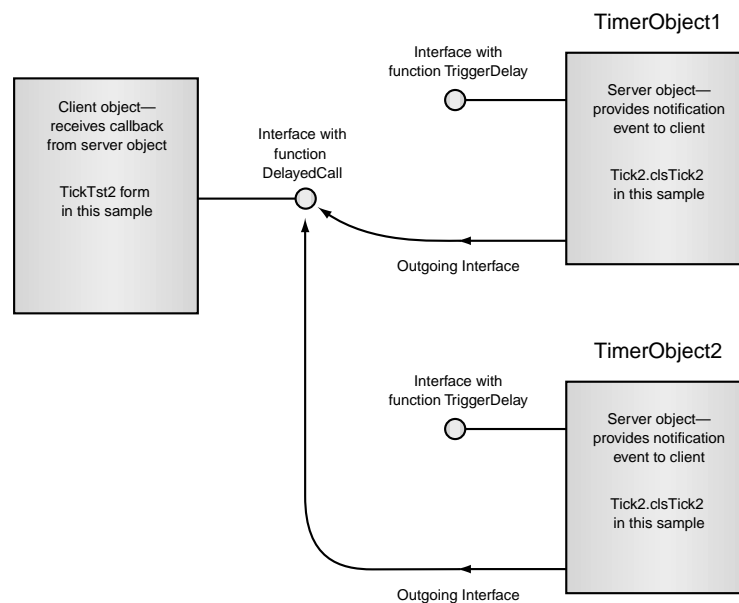 TimerObject1
Interface with
function TriggerDelay
Client object—
receives callback
from server object
TickTst2 form
in this sample
Interface with
function
DelayedCall
Server object—
provides notification
event to client
Tick2.clsTick2
in this sample
Outgoing Interface
TimerObject2
Interface with
function TriggerDelay
Server object—
provides notification
event to client
Tick2.clsTick2
in this sample
Outgoing Interface